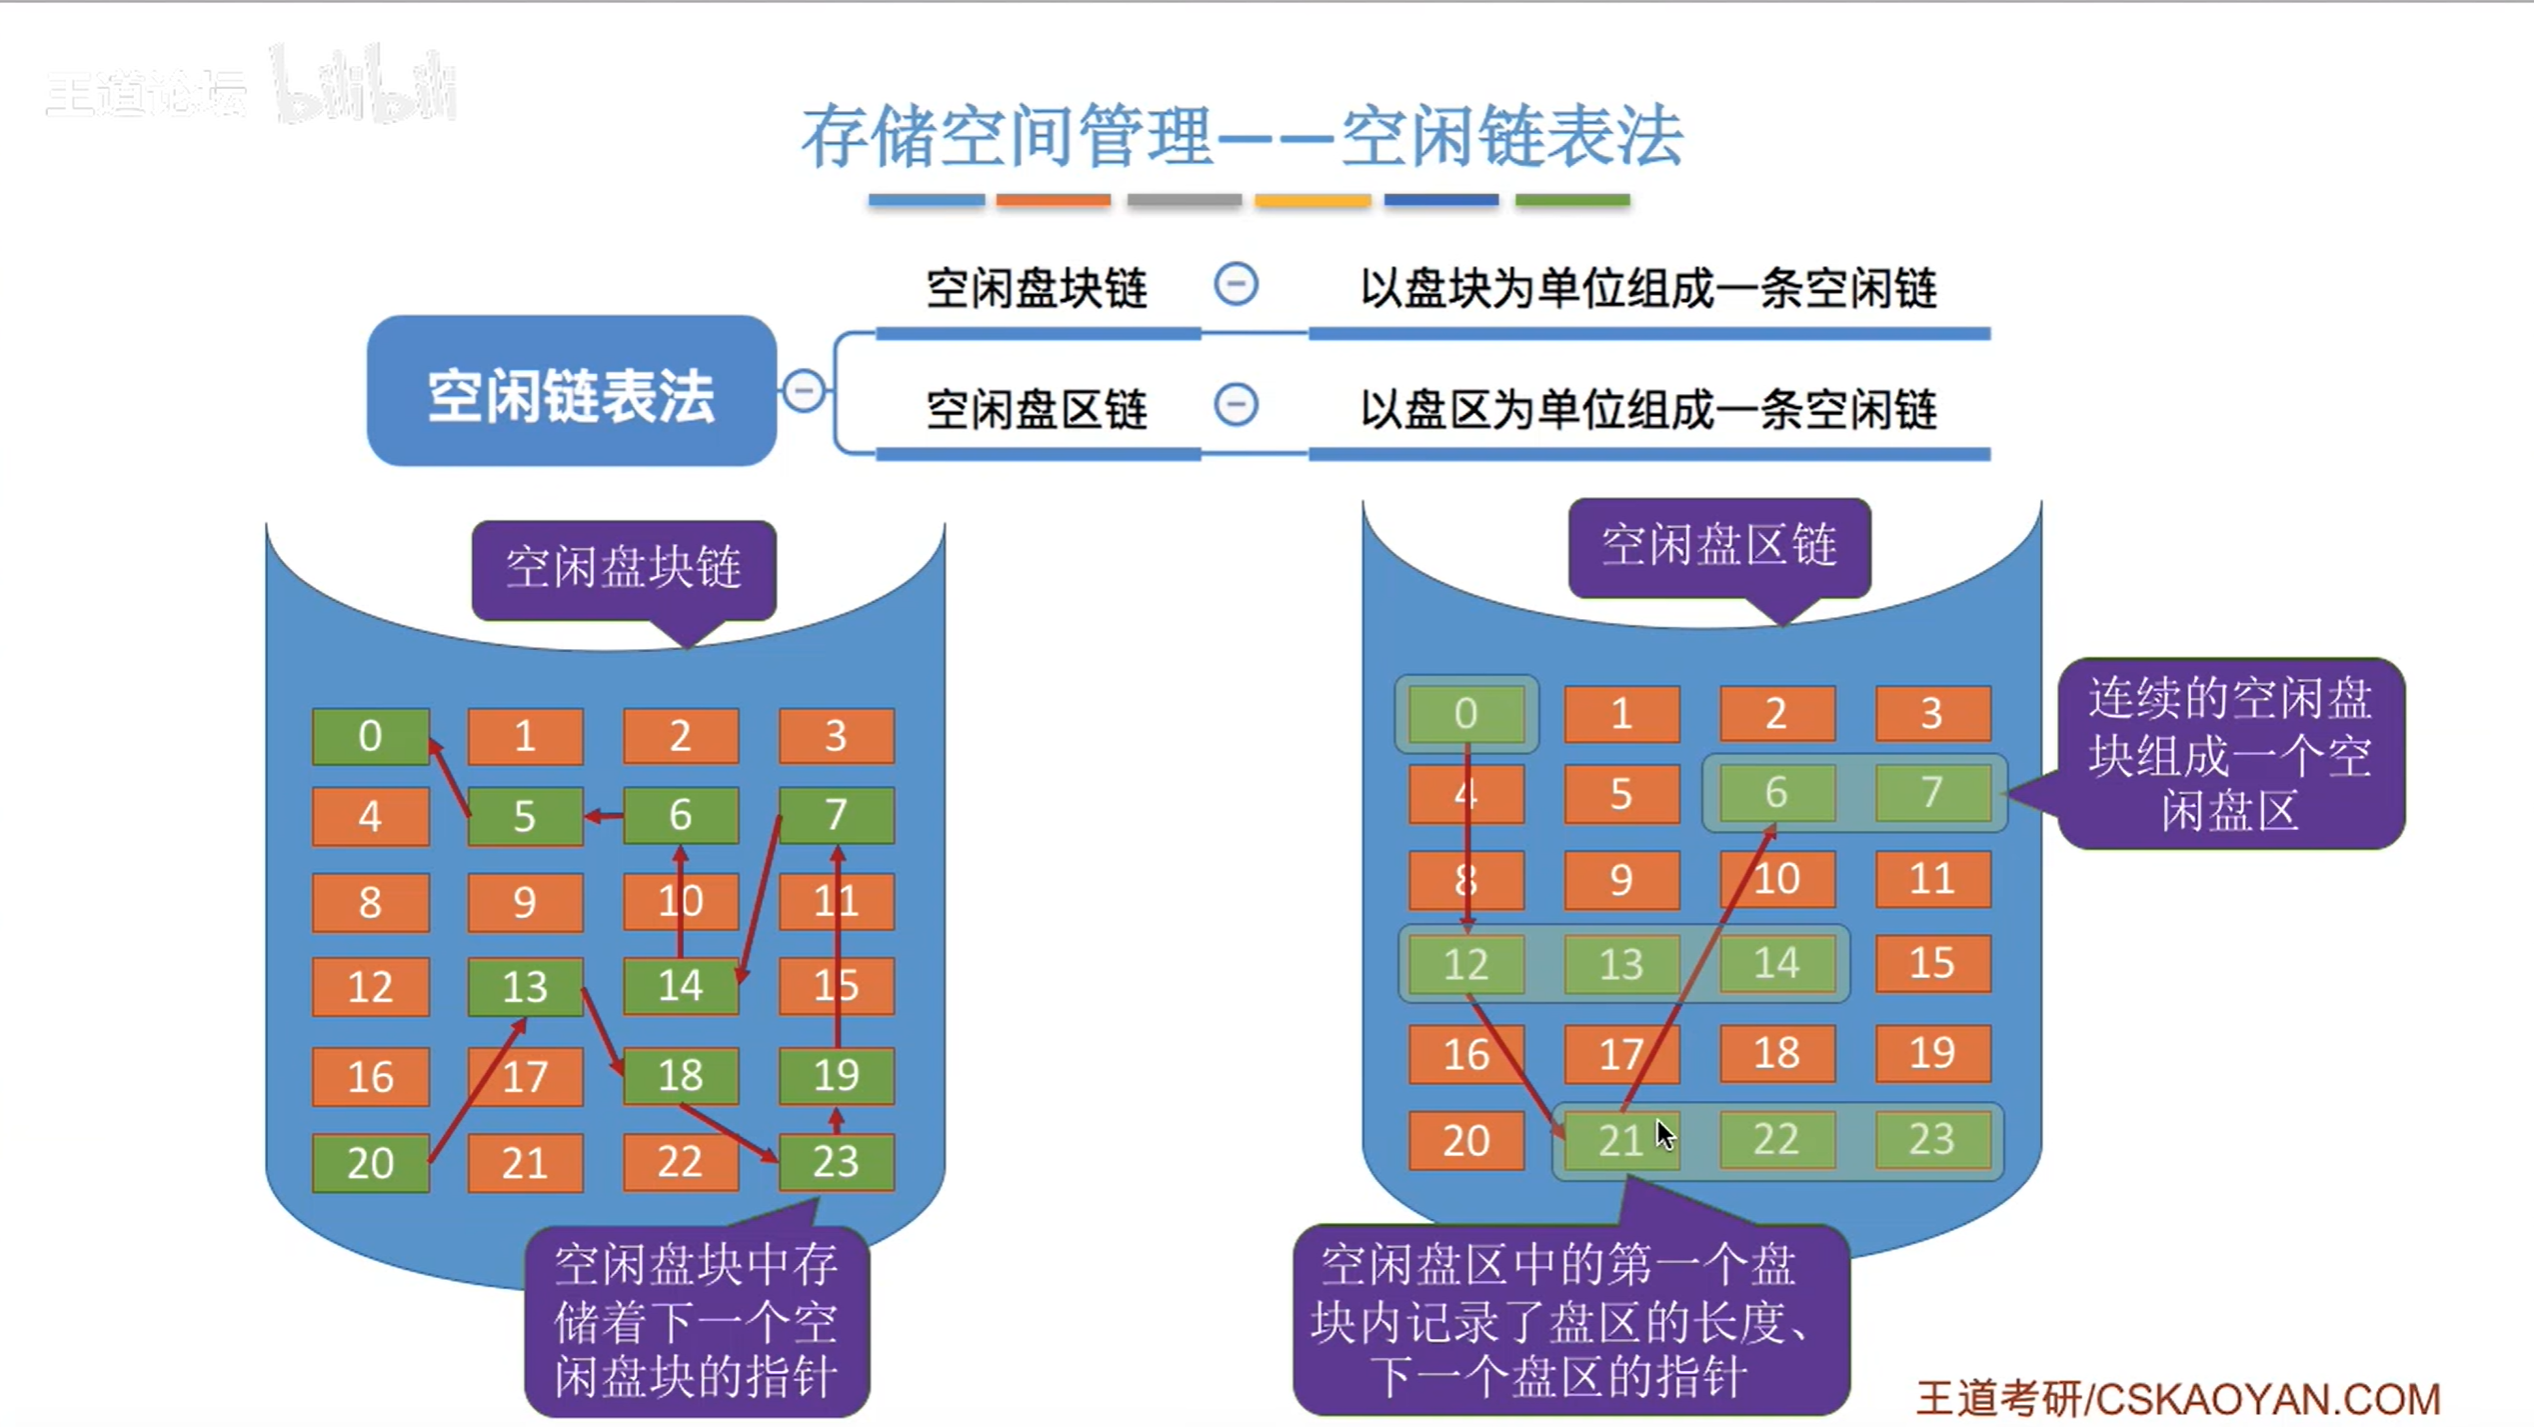 王道论坛 bilibili
存储空间管理——空闲链表法
空闲链表法
空闲盘块链
以盘块为单位组成一条空闲链
空闲盘区链
以盘区为单位组成一条空闲链
空闲盘块链
0 1 2 3
4 5 6 7
8 9 10 11
12 13 14 15
16 17 18 19
20 21 22 23
空闲盘块中存
储着下一个空
闲盘块的指针
空闲盘区链
0 1 2 3
4 5 6 7
8 9 10 11
12 13 14 15
16 17 18 19
20 21 22 23
连续的空闲盘
块组成一个空
闲盘区
空闲盘区中的第一个盘
块内记录了盘区的长度、
下一个盘区的指针
王道考研/CSKAOYAN.COM